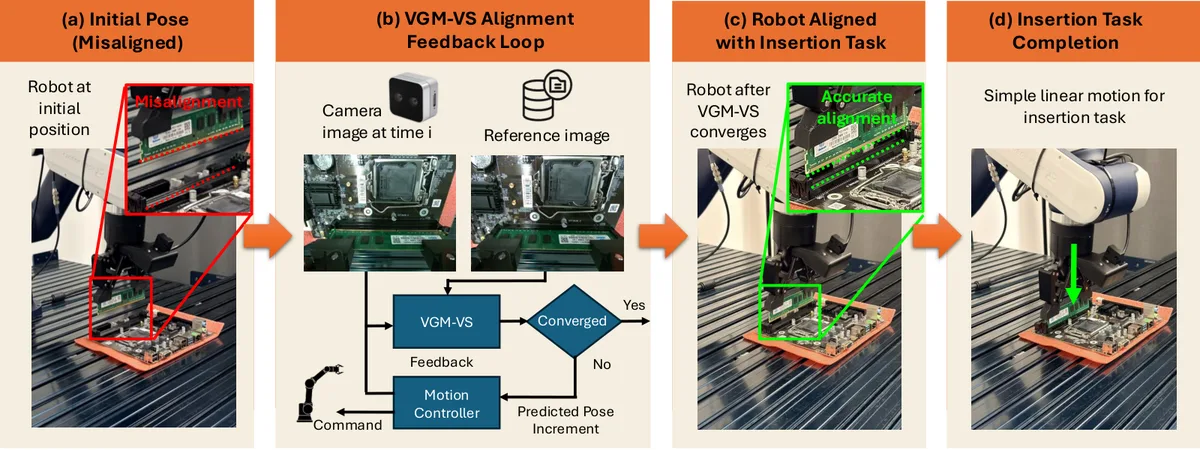 (a) Initial Pose
(Misaligned)
Robot at
initial
position
Misalignment
(b) VGM-VS Alignment
Feedback Loop
Camera
image at time i
Reference image
VGM-VS
Converged
Yes
No
Feedback
Motion
Controller
Command
Predicted Pose
Increment
(c) Robot Aligned
with Insertion Task
Robot after
VGM-VS
converges
Accurate
alignment
(d) Insertion Task
Completion
Simple linear motion for
insertion task